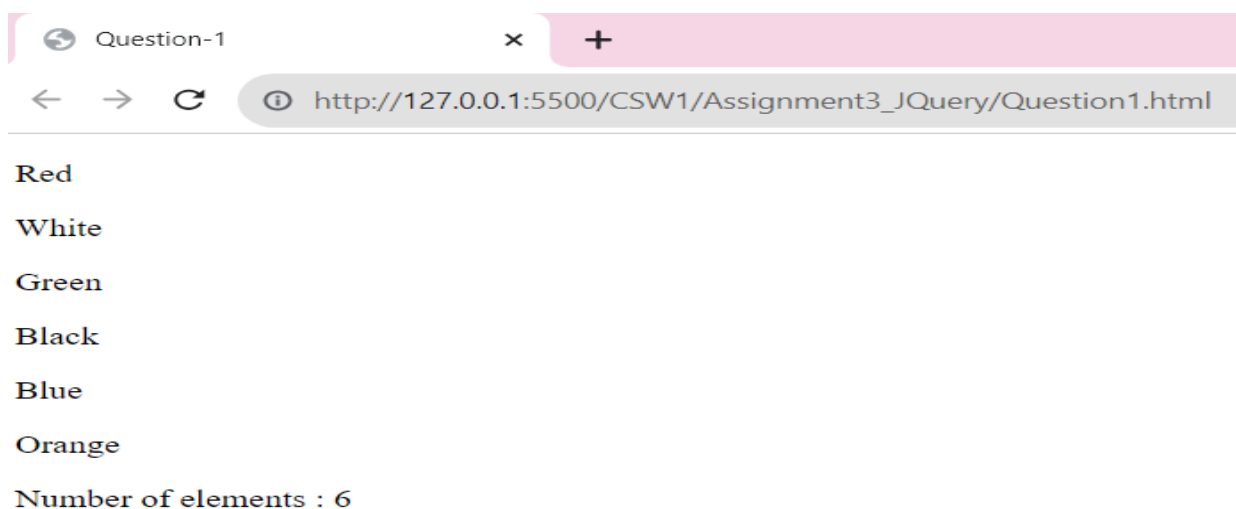 Question-1
http://127.0.0.1:5500/CSW1/Assignment3_JQuery/Question1.html
Red
White
Green
Black
Blue
Orange
Number of elements : 6